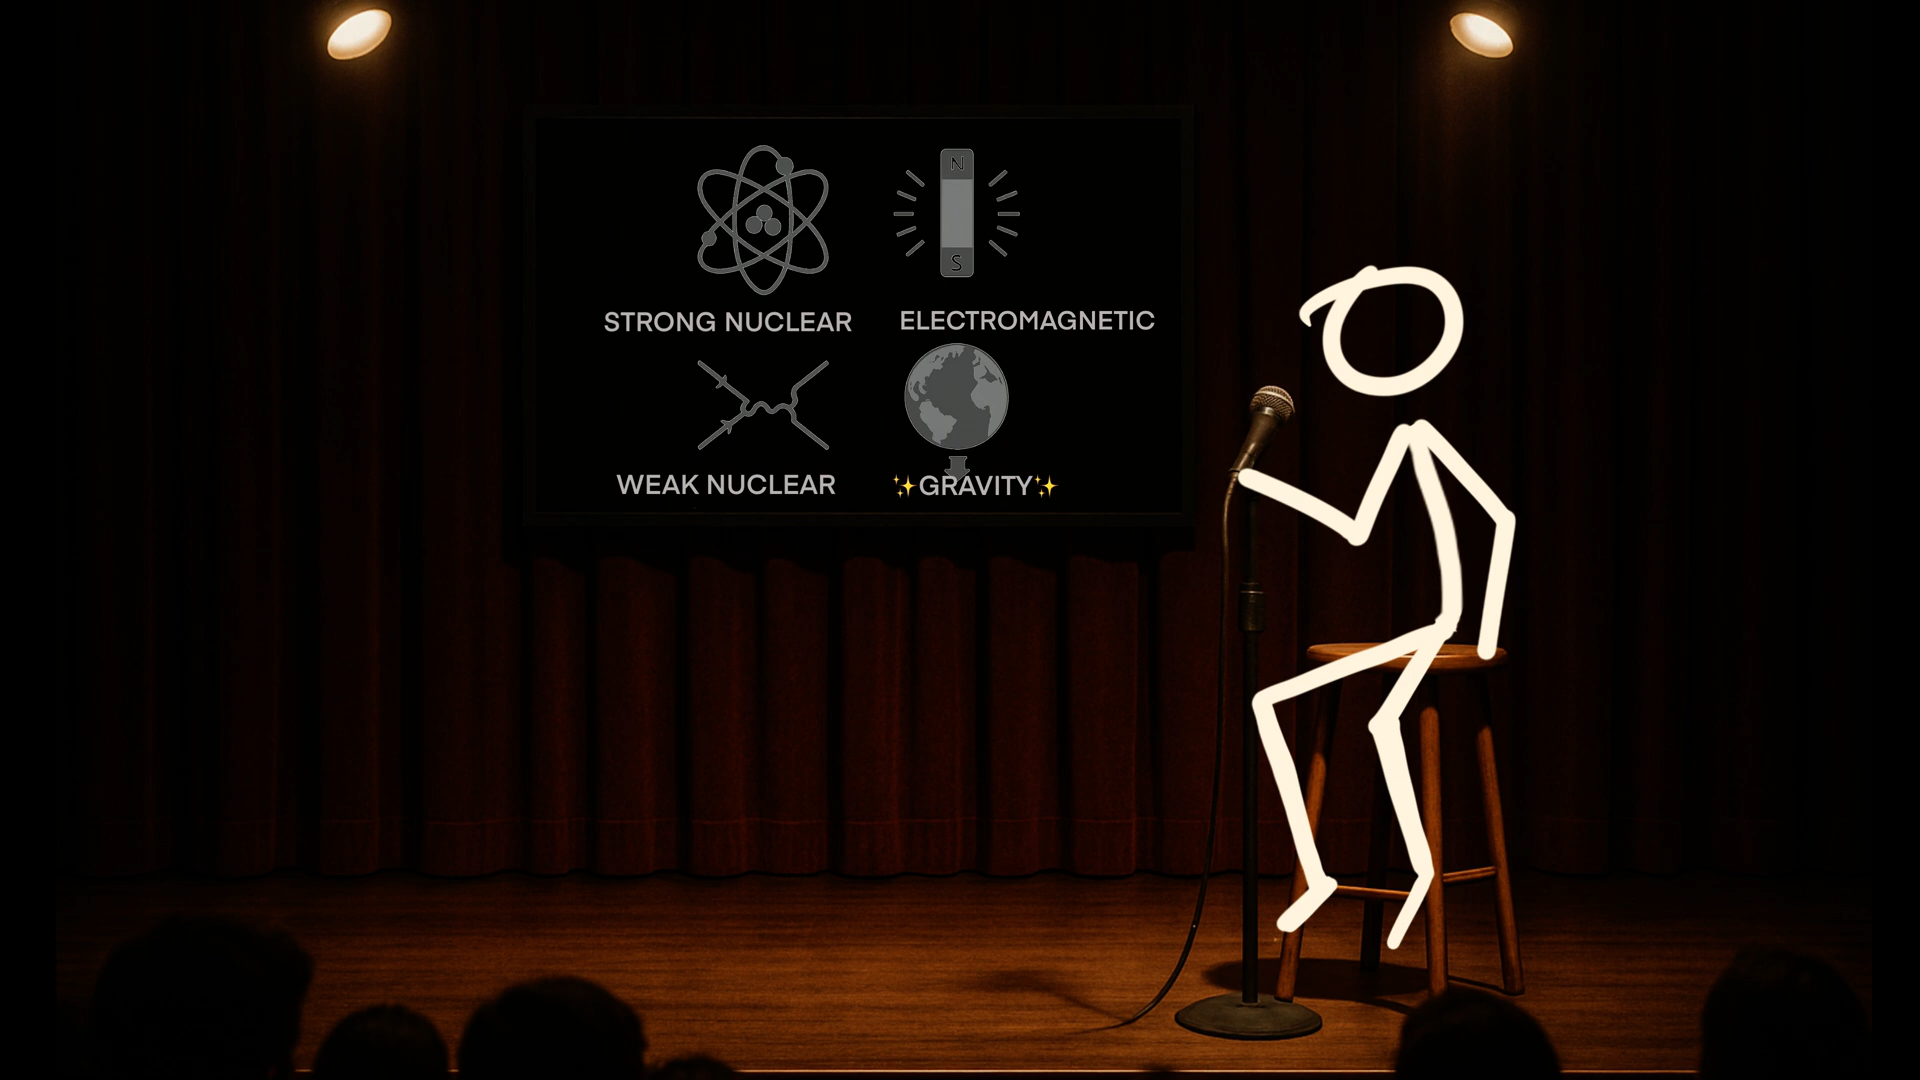 N
S
STRONG NUCLEAR
ELECTROMAGNETIC
WEAK NUCLEAR
✨GRAVITY✨